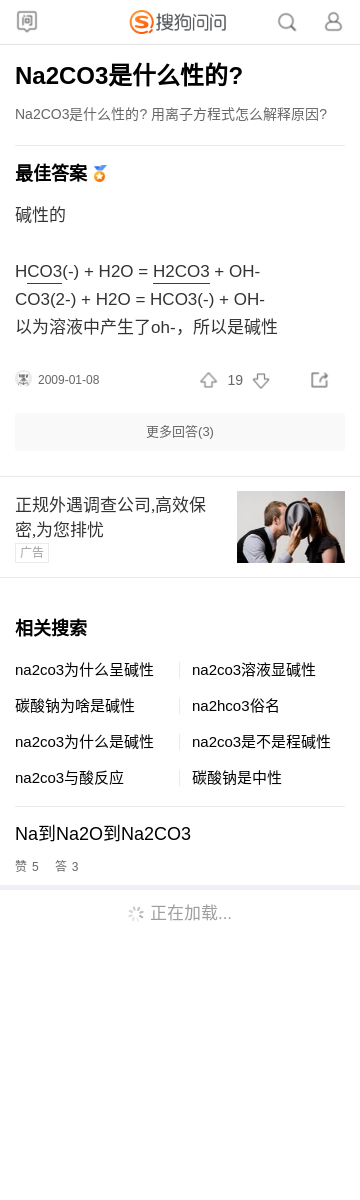 问
搜狗问问
Na2CO3是什么性的?
Na2CO3是什么性的? 用离子方程式怎么解释原因?
最佳答案
碱性的
HCO3(-) + H2O = H2CO3 + OH-
CO3(2-) + H2O = HCO3(-) + OH-
以为溶液中产生了oh-，所以是碱性
2009-01-08 19
更多回答(3)
正规外遇调查公司,高效保
密,为您排忧
广告
相关搜索
na2co3为什么呈碱性 na2co3溶液显碱性
碳酸钠为啥是碱性 na2hco3俗名
na2co3为什么是碱性 na2co3是不是程碱性
na2co3与酸反应 碳酸钠是中性
Na到Na2O到Na2CO3
赞 5 答 3
正在加载...